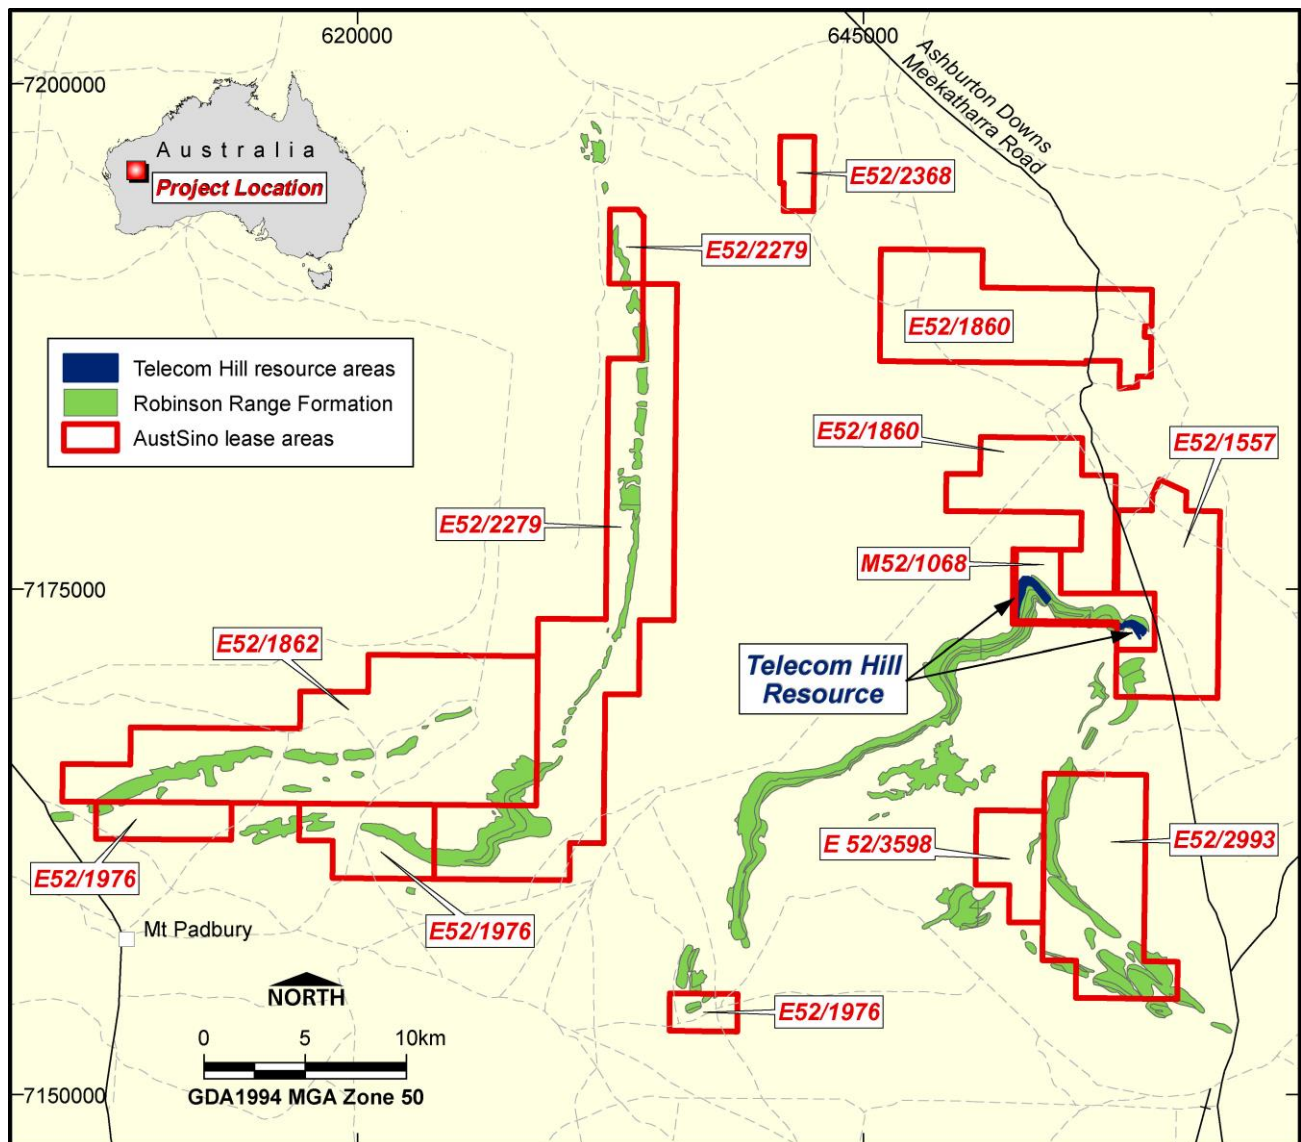 620000
645000
7200000
Ashburton Downs
Meekatharra Road
Australia
Project Location
E52/2368
E52/2279
E52/1860
Telecom Hill resource areas
Robinson Range Formation
AustSino lease areas
E52/1860
E52/1557
E52/2279
M52/1068
7175000
E52/1862
Telecom Hill
Resource
E 52/3598
E52/2993
E52/1976
E52/1976
Mt Padbury
NORTH
E52/1976
0 5 10km
GDA1994 MGA Zone 50
7150000